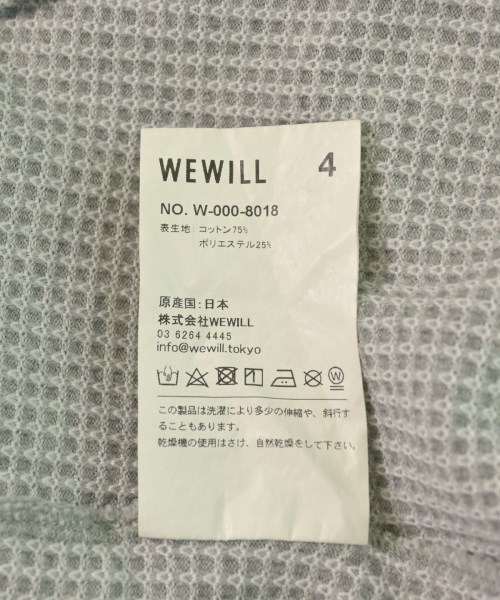 WEWILL 4
NO. W-000-8018
表生地: コットン75%
ポリエステル25%
原産国：日本
株式会社WEWILL
03 6264 4445
info@wewill.tokyo
W
この製品は洗濯により多少の伸縮や、斜行す
ることもあります。
乾燥機の使用はさけ、自然乾燥をして下さい。